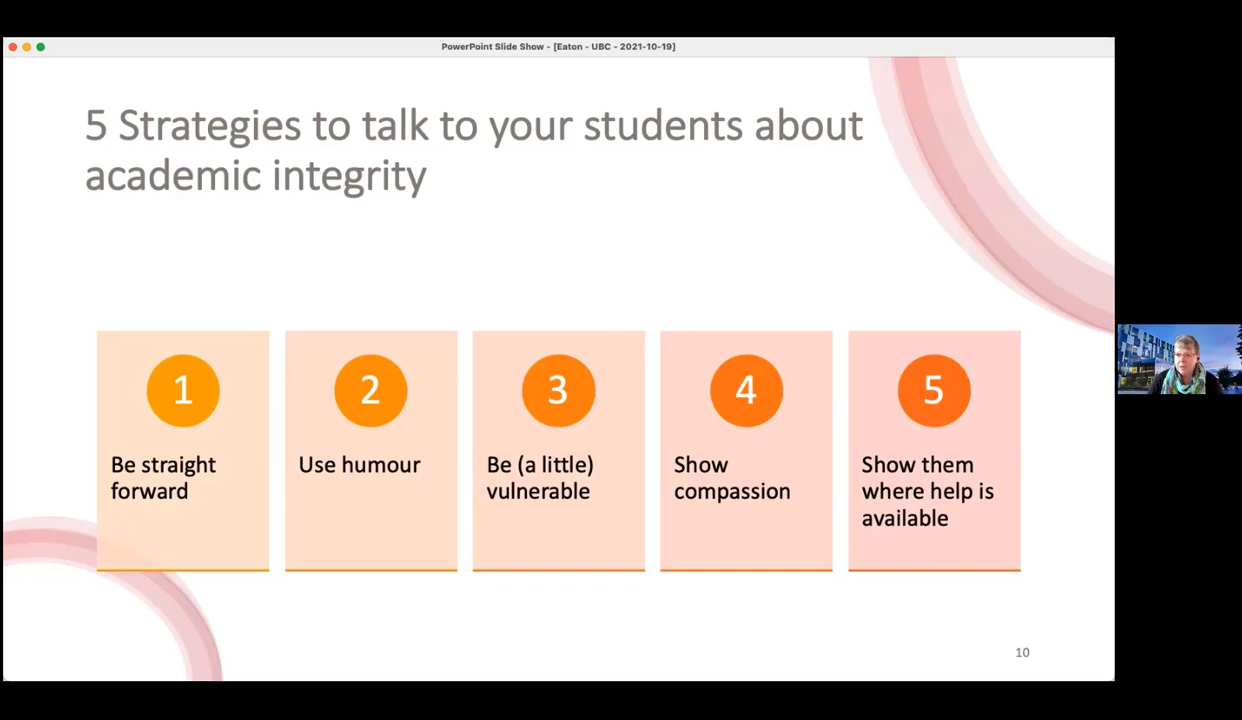 PowerPoint Slide Show - [Eaton - UBC - 2021-10-19]
5 Strategies to talk to your students about
academic integrity
1
Be straight
forward
2
Use humour
3
Be (a little)
vulnerable
4
Show
compassion
5
Show them
where help is
available
10